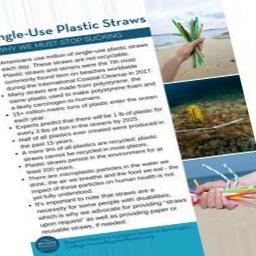 ngle-Use Plastic Straws
WHY WE MUST STOP SUCKING
Americans use million of single-use plastic straws
each day. These straws are not recyclable.
Plastic straws and stirrers were the 7th most
commonly found item on beaches worldwide
during the International Coastal Cleanup in 2017.
Many straws are made from polystyrene, the
same plastic used to make foam, and
is likely carcinogenic to humans.
15+ million metric tons of plastic enter the ocean
each year.
Experts predict that there will be 1 lb of plastic for
every 3 lbs of fish in the oceans by 2025.
Half of all plastics ever created were produced in
the past 15 years.
A mere 9% of all plastics are recycled; plastic
straws cannot be recycled in most places.
Plastic straws persist in the environment for at
least 200 years.
There are microplastic particles in the water we
drink, the air we breathe and the food we eat - the
impact of these particles on human health is not
yet fully understood.
It's important to note that straws are a
necessity for some people with disabilities,
which is why we advocate for providing "straws
upon request" as well as providing paper or
reusable straws, if needed.